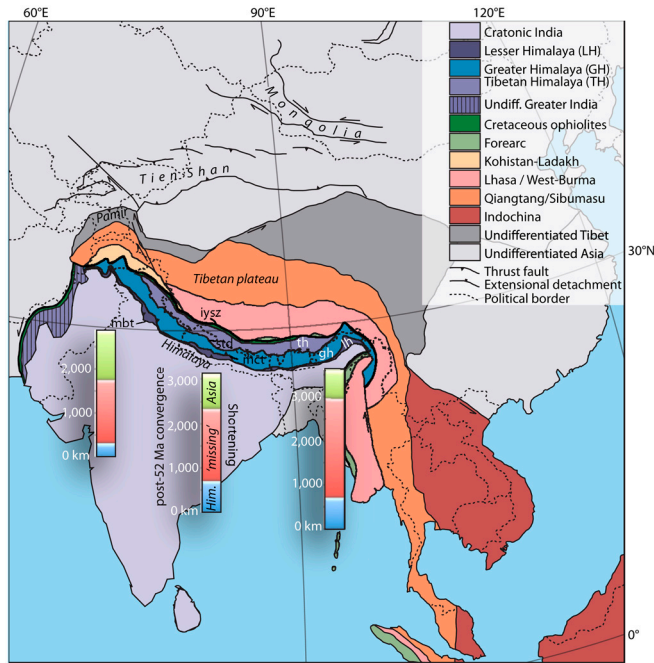 60°E
90°E
120°E
Cratonic India
Lesser Himalaya (LH)
Greater Himalaya (GH)
Tibetan Himalaya (TH)
Undiff. Greater India
Cretaceous ophiolites
Forearc
Kohistan-Ladakh
Lhasa / West-Burma
Qiangtang/Sibumasu
Indochina
Undifferentiated Tibet
Undifferentiated Asia
Thrust fault
Extensional detachment
Political border
Mongolia
Tien Shan
Pamir
30°N
Tibetan plateau
iysz
mbt
std
th
lh
gh
mct
Himalaya
2,000
1,000
0 km
post-52 Ma convergence
3,000
2,000
1,000
0 km
Asia
'missing'
Him.
Shortening
3,000
2,000
1,000
0 km
0°